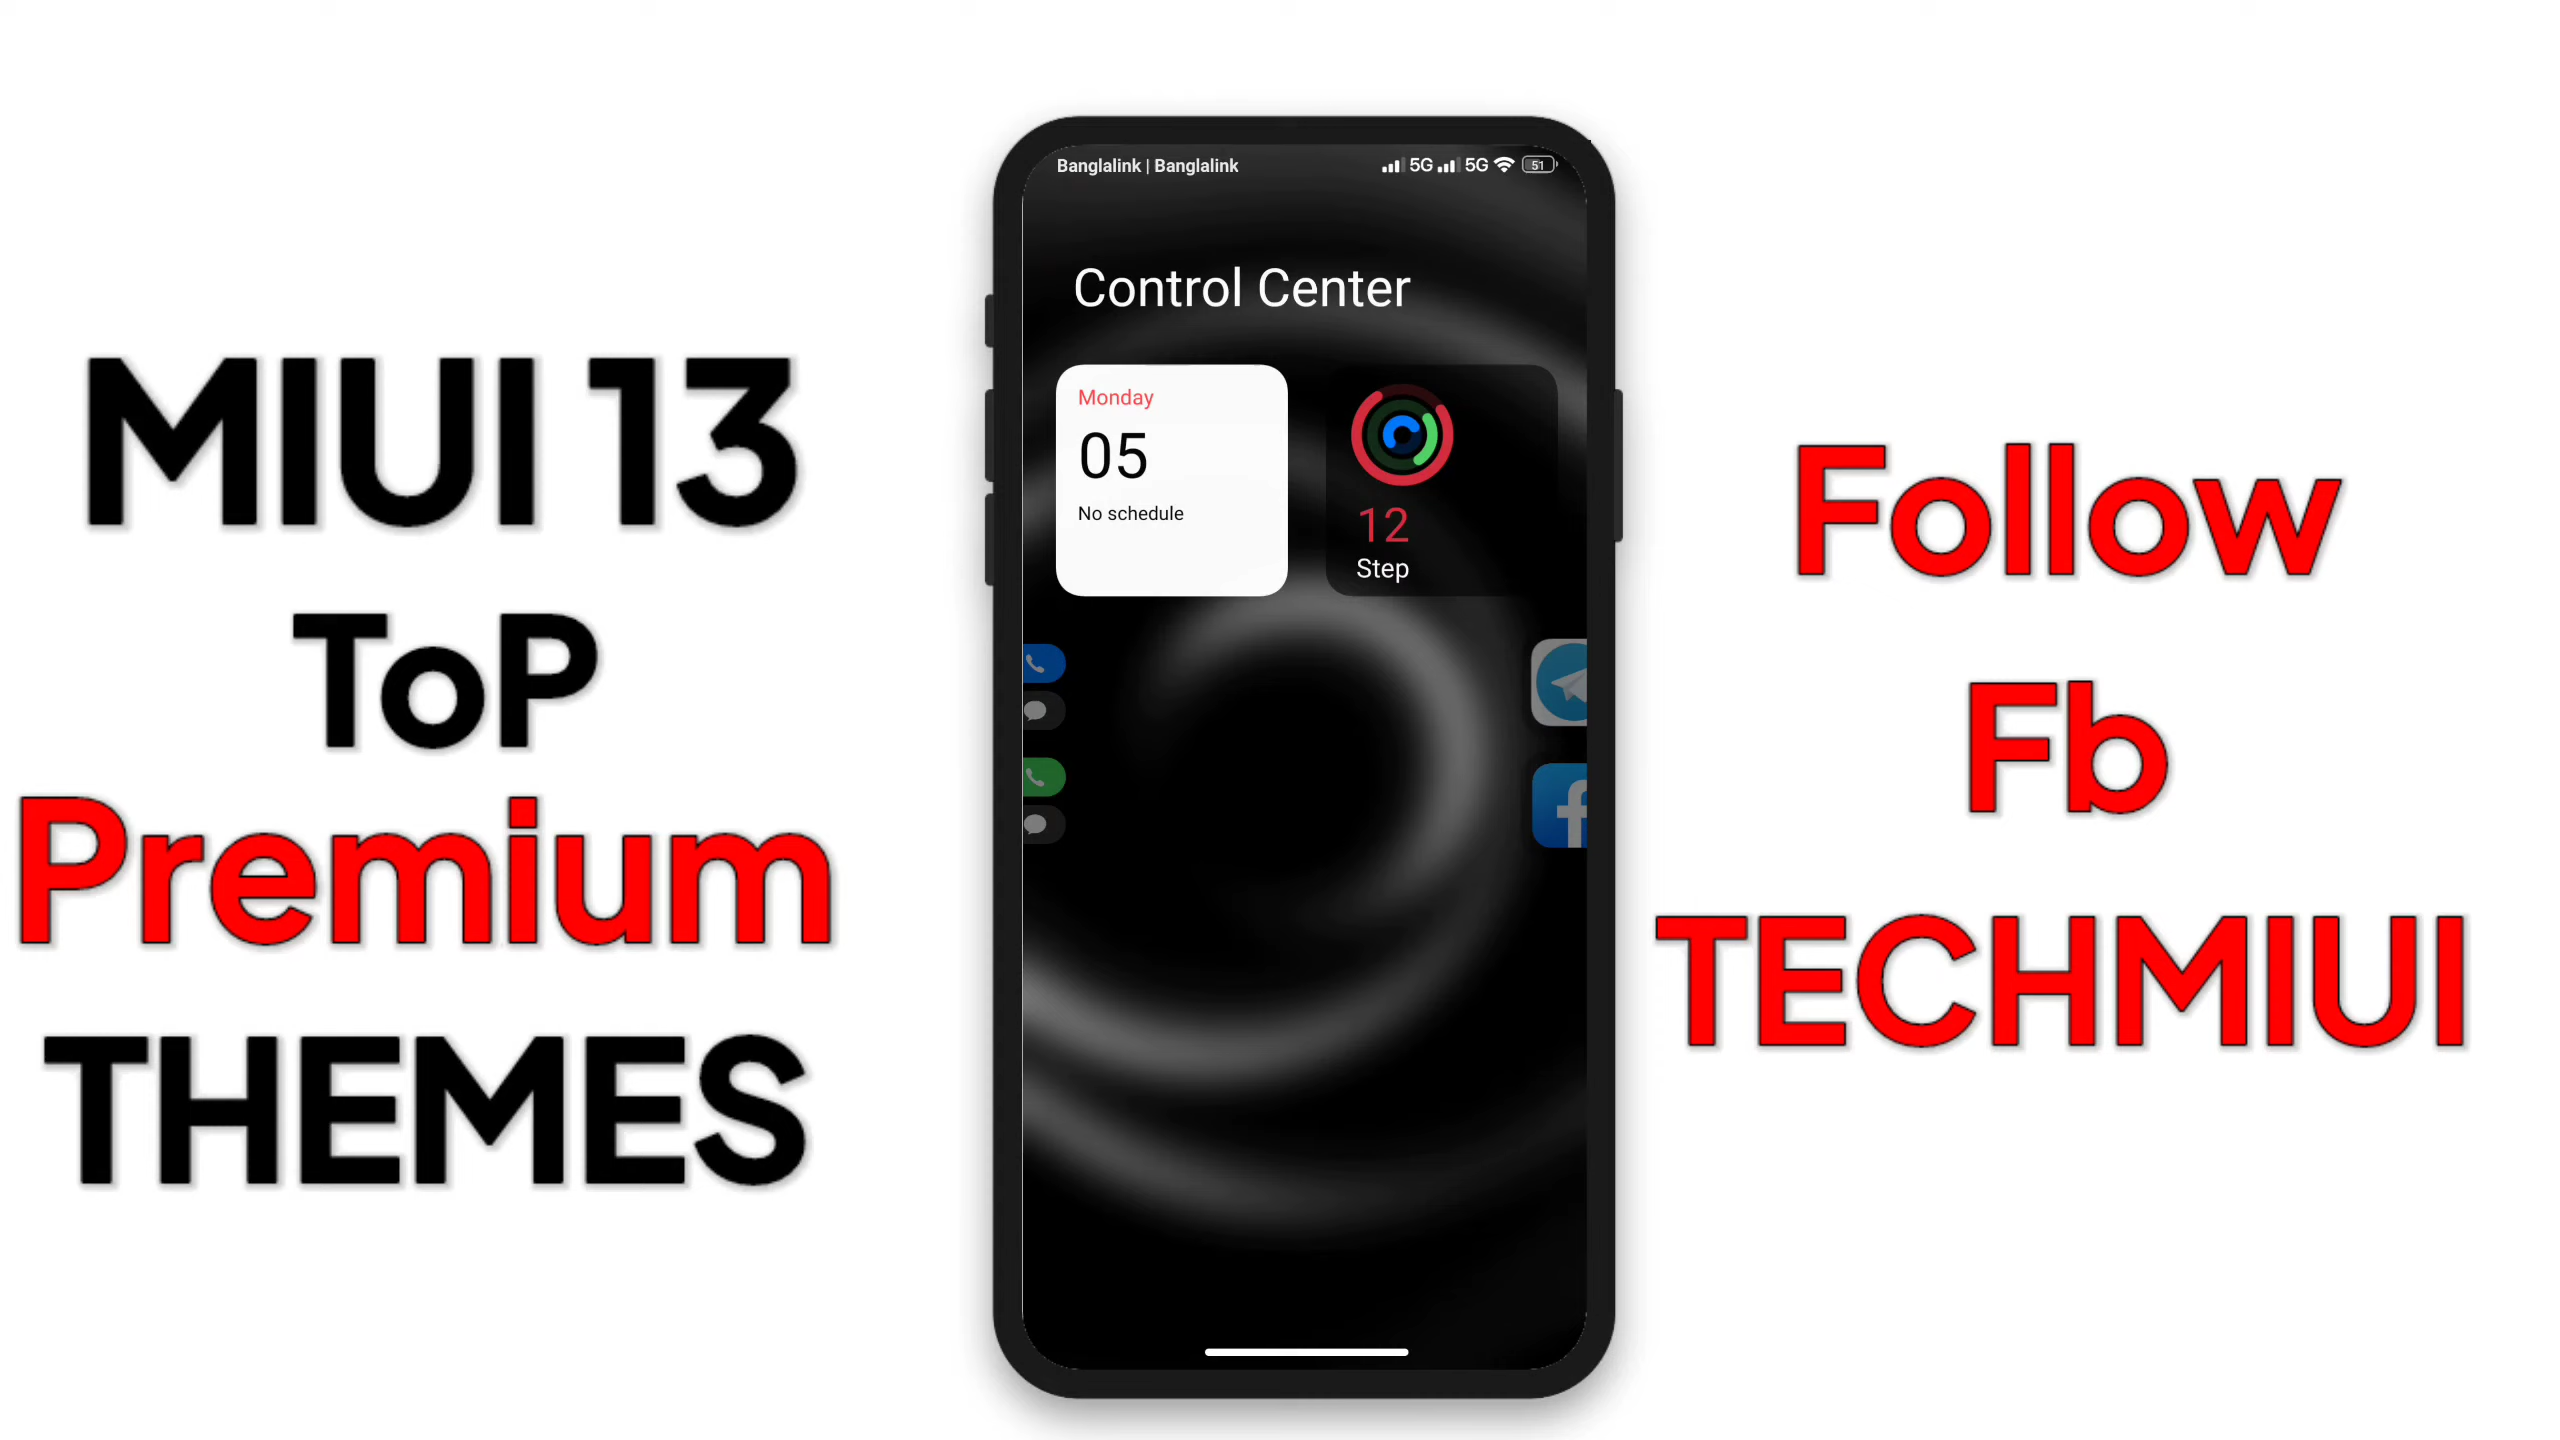 MIUI 13
ToP
Premium
THEMES
Banglalink | Banglalink
5G 5G 51
Control Center
Monday
05
No schedule
12
Step
Follow
Fb
TECHMIUI